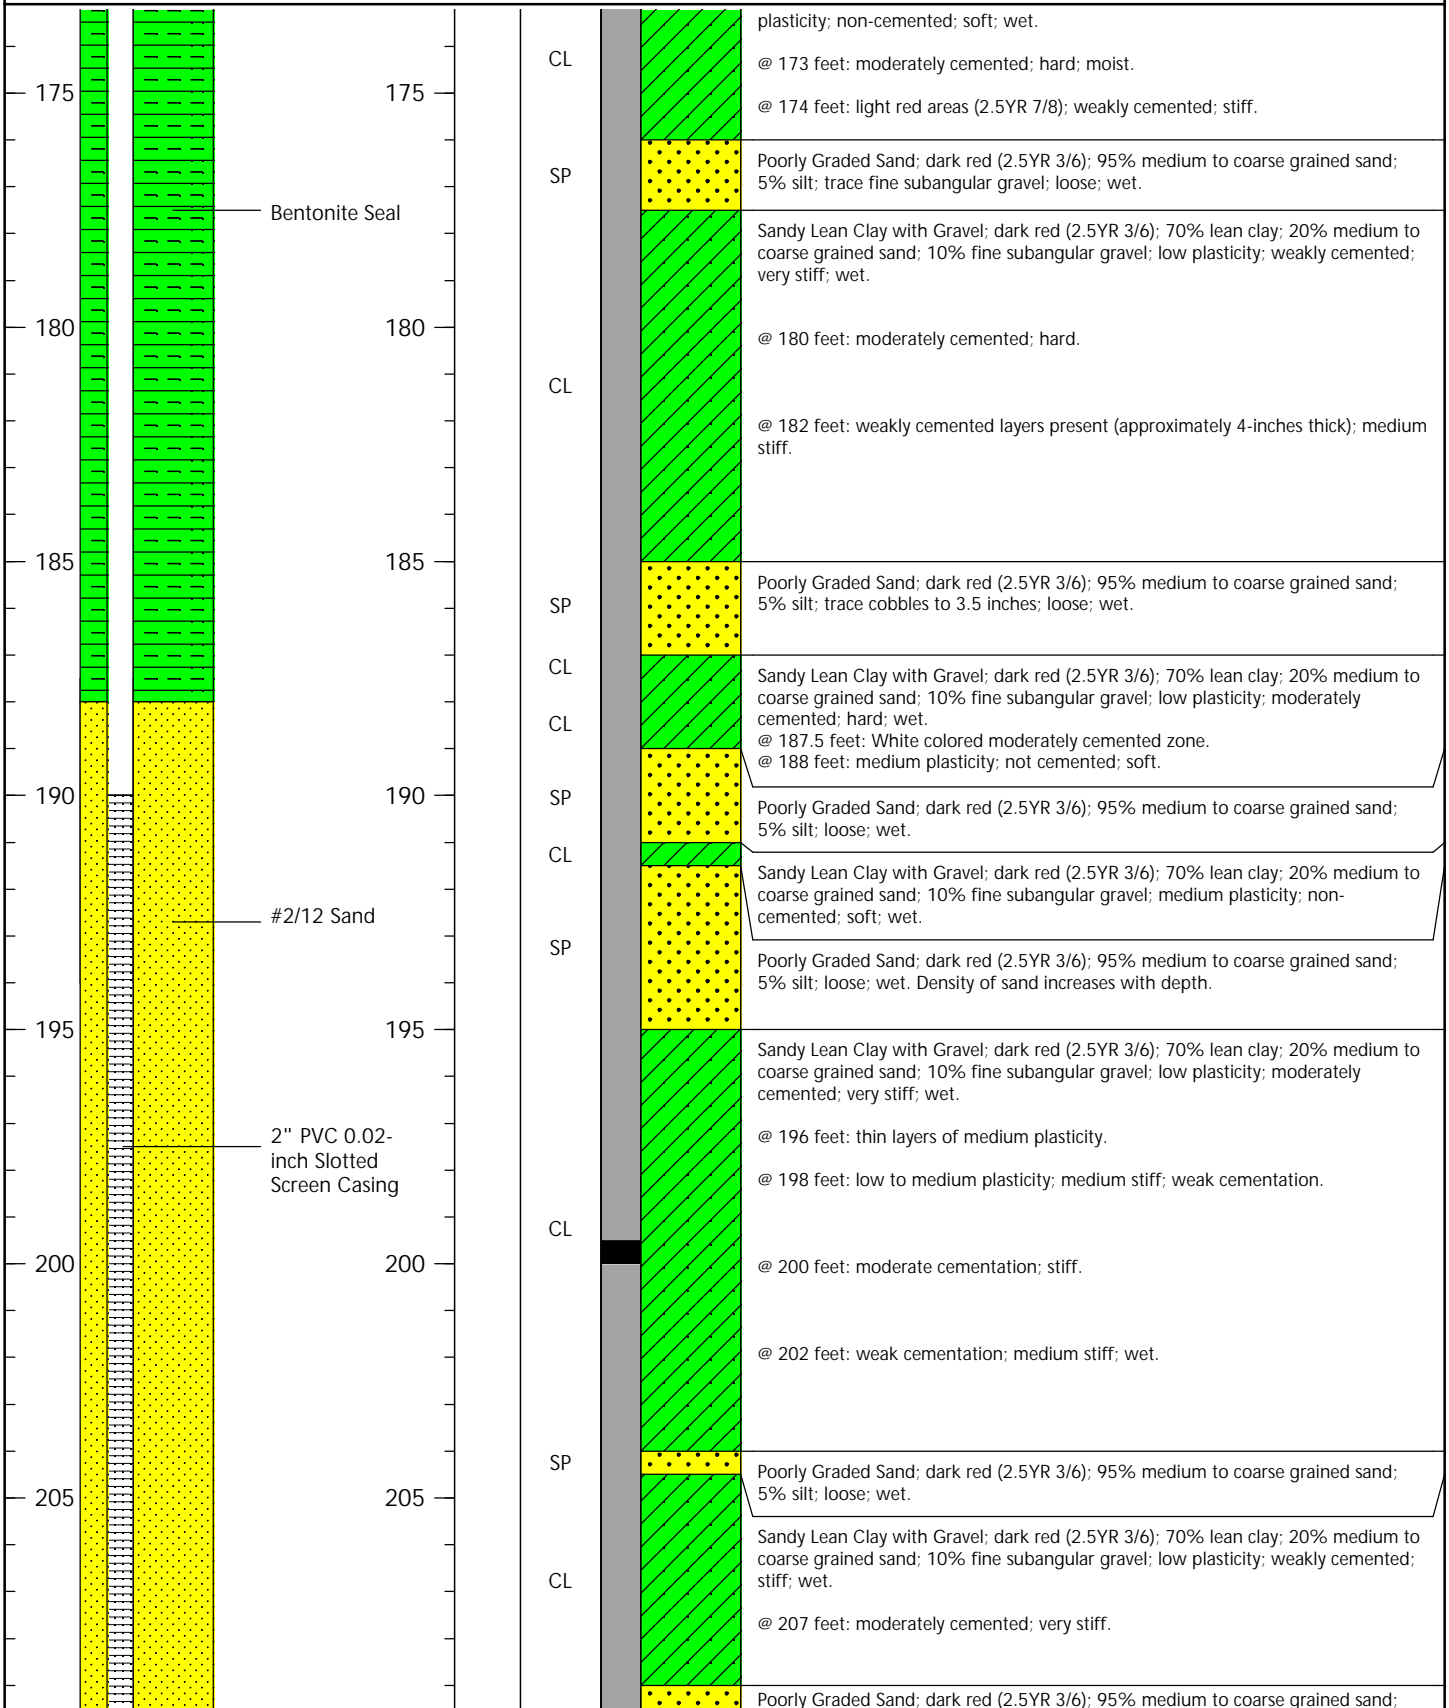 175
180
185
190
195
200
205
Bentonite Seal
#2/12 Sand
2" PVC 0.02-
inch Slotted
Screen Casing
175
180
185
190
195
200
205
CL
SP
CL
SP
CL
CL
SP
CL
SP
CL
SP
CL
plasticity; non-cemented; soft; wet.
@ 173 feet: moderately cemented; hard; moist.
@ 174 feet: light red areas (2.5YR 7/8); weakly cemented; stiff.
Poorly Graded Sand; dark red (2.5YR 3/6); 95% medium to coarse grained sand;
5% silt; trace fine subangular gravel; loose; wet.
Sandy Lean Clay with Gravel; dark red (2.5YR 3/6); 70% lean clay; 20% medium to
coarse grained sand; 10% fine subangular gravel; low plasticity; weakly cemented;
very stiff; wet.
@ 180 feet: moderately cemented; hard.
@ 182 feet: weakly cemented layers present (approximately 4-inches thick); medium
stiff.
Poorly Graded Sand; dark red (2.5YR 3/6); 95% medium to coarse grained sand;
5% silt; trace cobbles to 3.5 inches; loose; wet.
Sandy Lean Clay with Gravel; dark red (2.5YR 3/6); 70% lean clay; 20% medium to
coarse grained sand; 10% fine subangular gravel; low plasticity; moderately
cemented; hard; wet.
@ 187.5 feet: White colored moderately cemented zone.
@ 188 feet: medium plasticity; not cemented; soft.
Poorly Graded Sand; dark red (2.5YR 3/6); 95% medium to coarse grained sand;
5% silt; loose; wet.
Sandy Lean Clay with Gravel; dark red (2.5YR 3/6); 70% lean clay; 20% medium to
coarse grained sand; 10% fine subangular gravel; medium plasticity; non-
cemented; soft; wet.
Poorly Graded Sand; dark red (2.5YR 3/6); 95% medium to coarse grained sand;
5% silt; loose; wet. Density of sand increases with depth.
Sandy Lean Clay with Gravel; dark red (2.5YR 3/6); 70% lean clay; 20% medium to
coarse grained sand; 10% fine subangular gravel; low plasticity; moderately
cemented; very stiff; wet.
@ 196 feet: thin layers of medium plasticity.
@ 198 feet: low to medium plasticity; medium stiff; weak cementation.
@ 200 feet: moderate cementation; stiff.
@ 202 feet: weak cementation; medium stiff; wet.
Poorly Graded Sand; dark red (2.5YR 3/6); 95% medium to coarse grained sand;
5% silt; loose; wet.
Sandy Lean Clay with Gravel; dark red (2.5YR 3/6); 70% lean clay; 20% medium to
coarse grained sand; 10% fine subangular gravel; low plasticity; weakly cemented;
stiff; wet.
@ 207 feet: moderately cemented; very stiff.
Poorly Graded Sand; dark red (2.5YR 3/6); 95% medium to coarse grained sand;